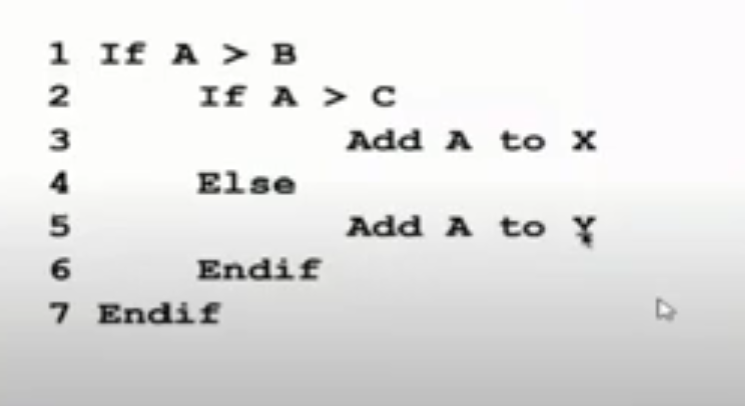 1 If A > B
2 If A > C
3 Add A to X
4 Else
5 Add A to Y
6 Endif
7 Endif